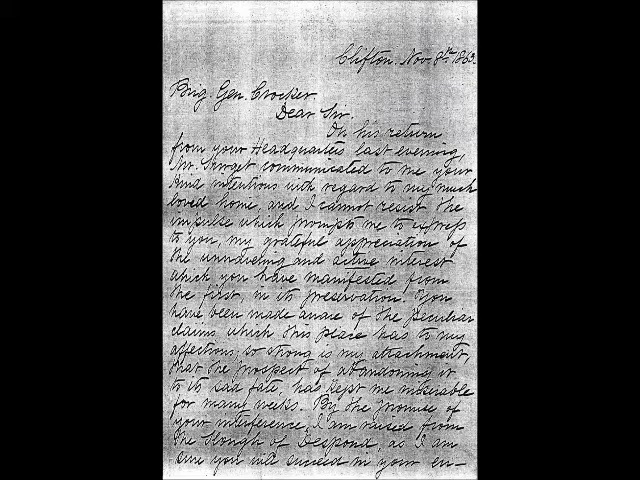 Clifton. Nov. 8th 1863.
Brig. Gen. Crocker.
Dear Sir.
On his return
from your Headquarters last evening,
Mr. communicated to me your
kind intentions with regard to my much
loved home, and I cannot resist the
impulse which prompts me to express
to you, my grateful appreciation of
the unwavering and active interest
which you have manifested from
the first, in its preservation. You
have been made aware of the peculiar
claims which this place has to my
affections, so strong is my attachment,
that the prospect of abandoning it
to its sad fate, has kept me miserable
for many weeks. By the promise of
your interference, I am raised from
the Slough of Despond, as I am
sure you will succeed in your en-